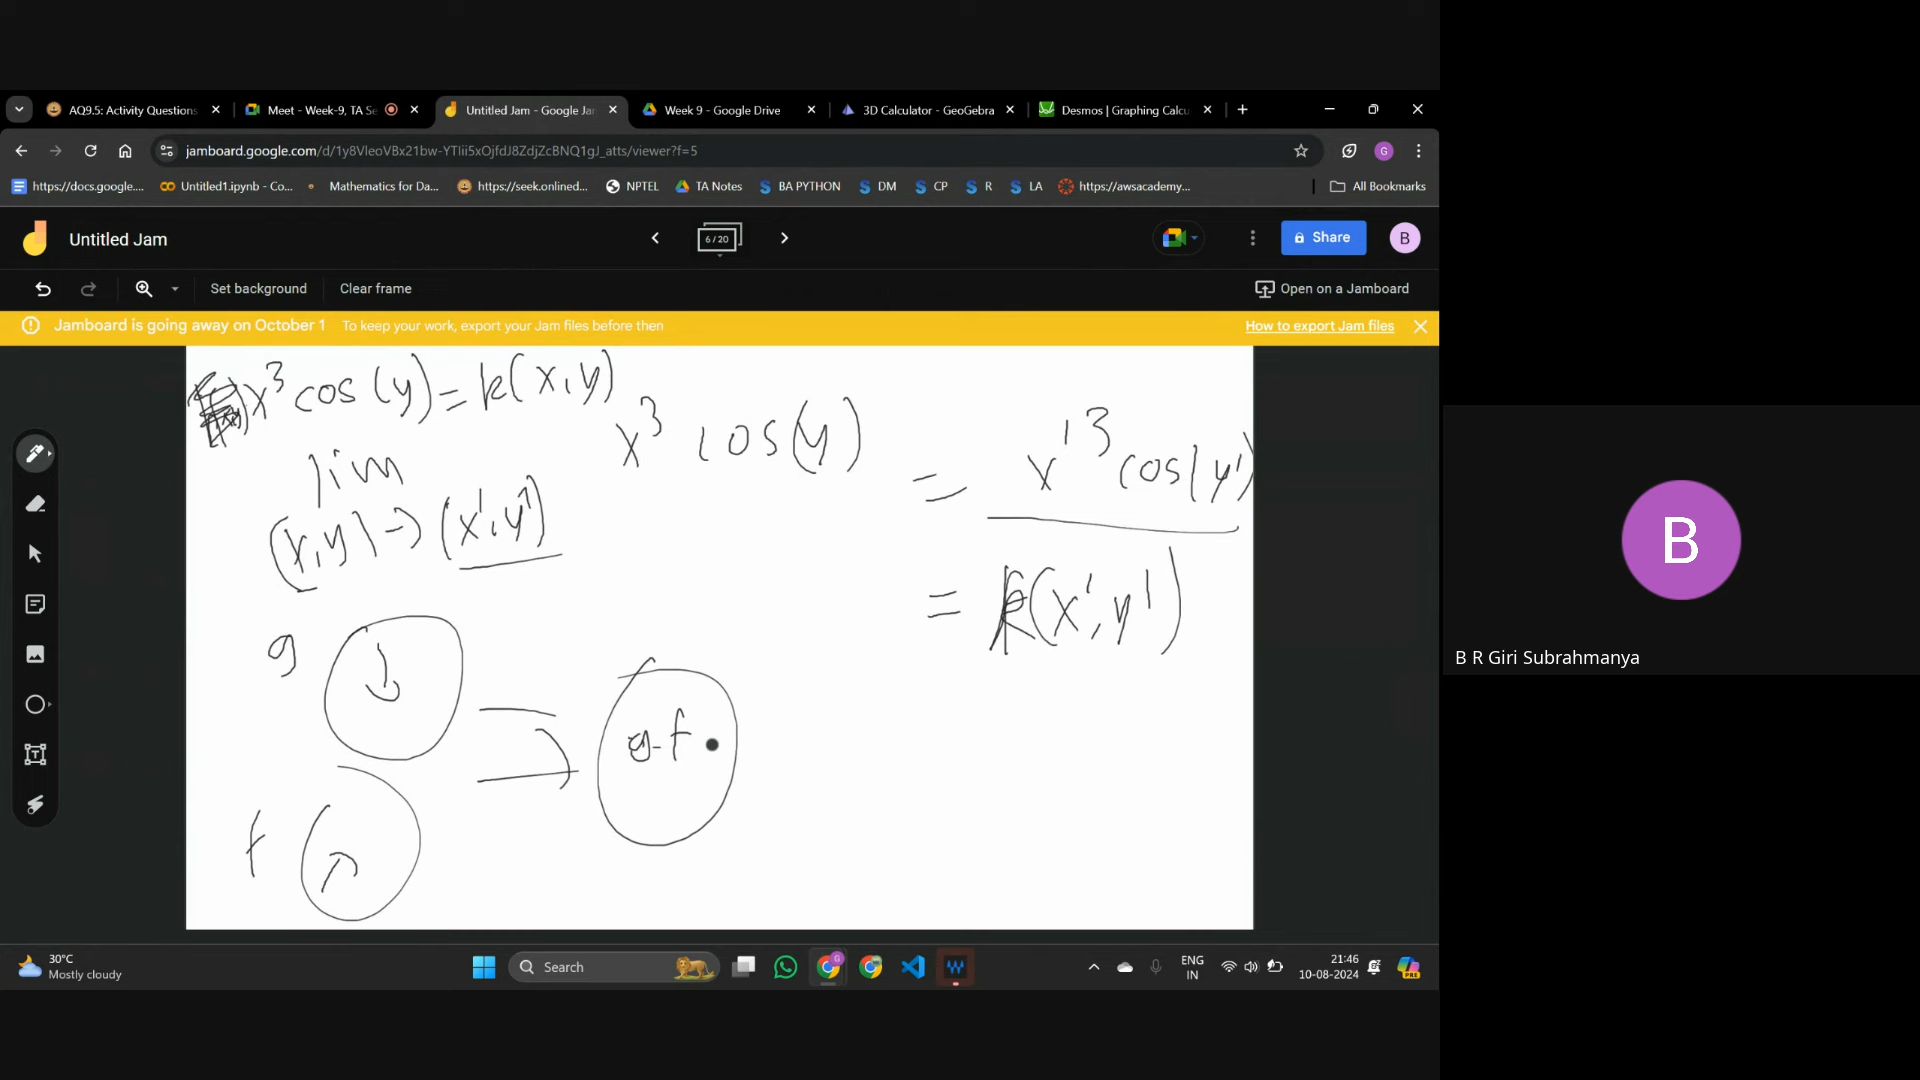 AQ9.5: Activity Questions
Meet - Week-9, TA Se
Untitled Jam - Google Ja
Week 9 - Google Drive
3D Calculator - GeoGebra
Desmos | Graphing Calcu
jamboard.google.com/d/1y8VleoVBx21bw-YTIii5xOjfdJ8ZdjZcBNQ1gJ_atts/viewer?f=5
G
https://docs.google....
Untitled1.ipynb - Co...
Mathematics for Da...
https://seek.onlined...
NPTEL
TA Notes
BA PYTHON
DM
CP
R
LA
https://awsacademy...
All Bookmarks
Untitled Jam
6 / 20
Share
B
Set background
Clear frame
Open on a Jamboard
Jamboard is going away on October 1 To keep your work, export your Jam files before then
How to export Jam files
x³ cos (y) = k(x,y)
lim x³ cos(y) = x'³ cos(y')
(x,y) → (x',y')
= k(x',y')
g
g-f
f
B
B R Giri Subrahmanya
30°C
Mostly cloudy
Search
ENG
IN
21:46
10-08-2024